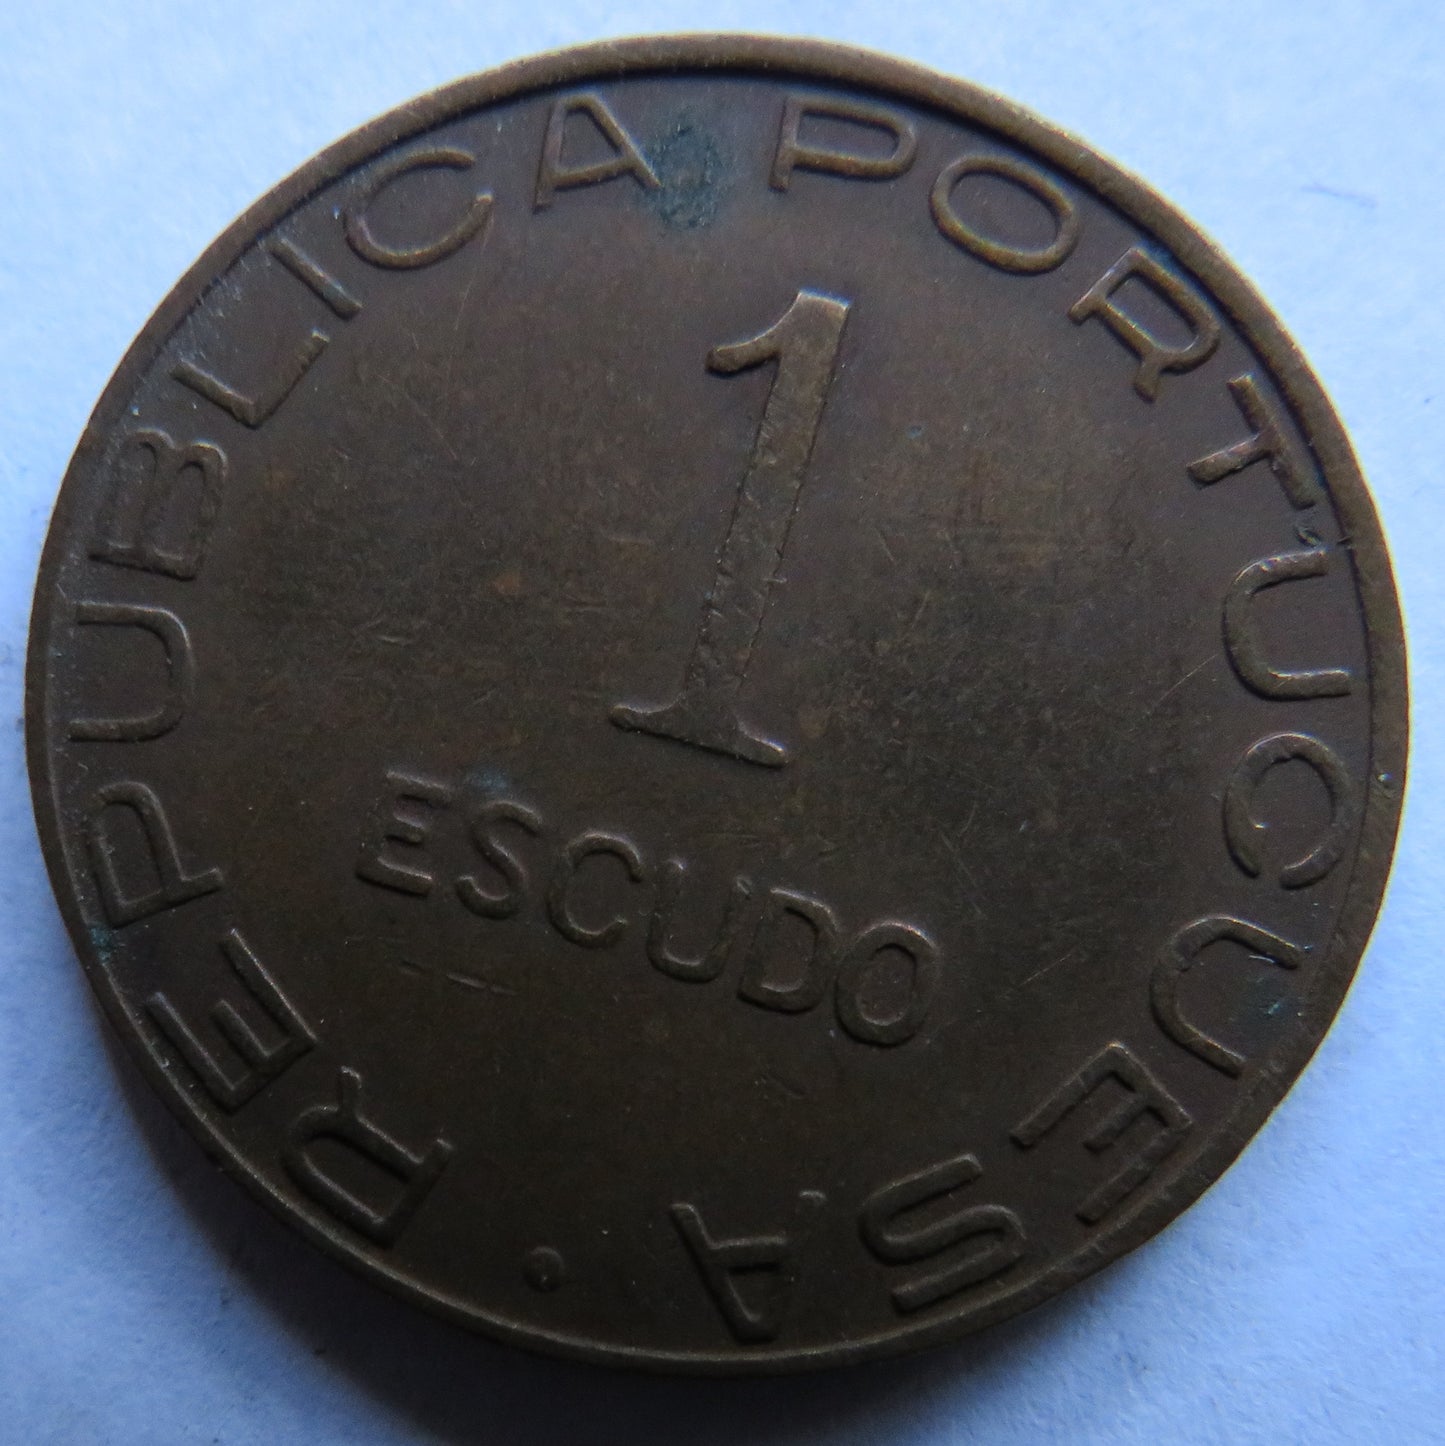 REPUBLICA PORTUGUESA ·
1
ESCUDO